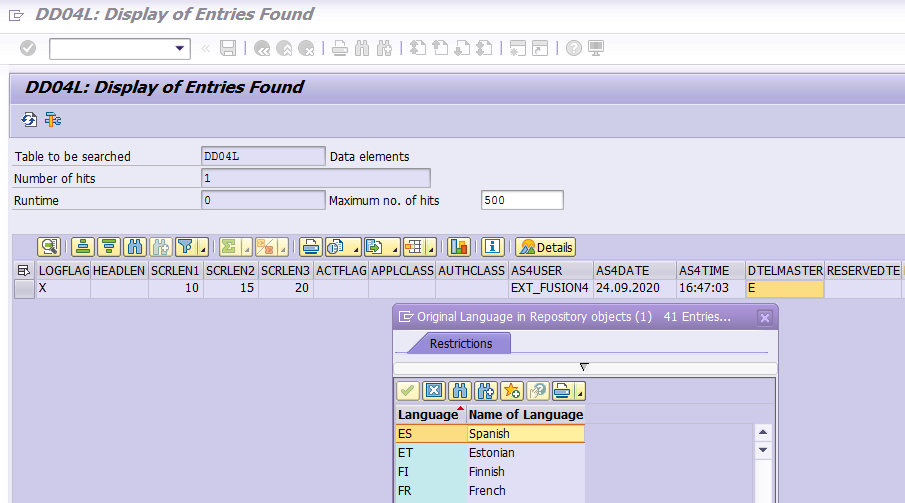 DD04L: Display of Entries Found
DD04L: Display of Entries Found
Table to be searched DD04L Data elements
Number of hits 1
Runtime 0 Maximum no. of hits 500
Details
LOGFLAG HEADLEN SCRLEN1 SCRLEN2 SCRLEN3 ACTFLAG APPLCLASS AUTHCLASS AS4USER AS4DATE AS4TIME DTELMASTER RESERVEDTE
X 10 15 20 EXT_FUSION4 24.09.2020 16:47:03 E
Original Language in Repository objects (1) 41 Entries...
Restrictions
Language Name of Language
ES Spanish
ET Estonian
FI Finnish
FR French